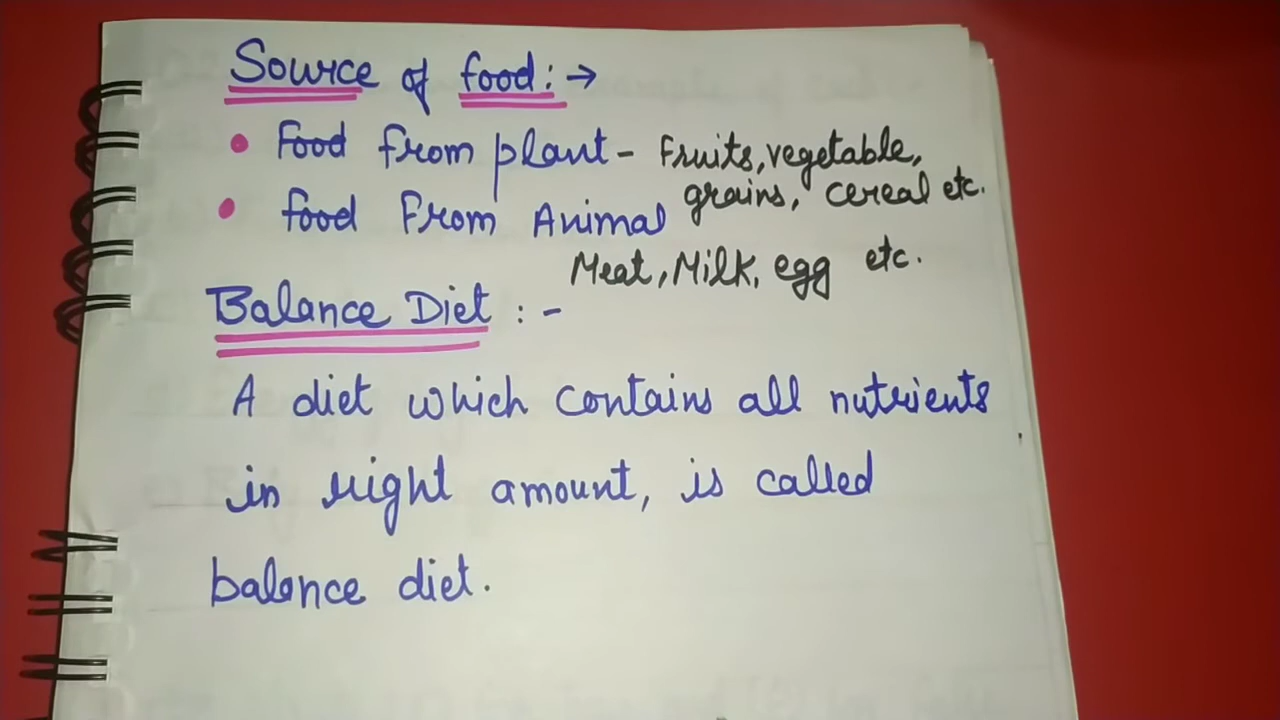 Source of food:→
• Food from plant - Fruits, vegetable,
grains, cereal etc.
• food From Animal
Meat, Milk, egg etc.
Balance Diet :-
A diet which contains all nutrients
in right amount, is called
balance diet.